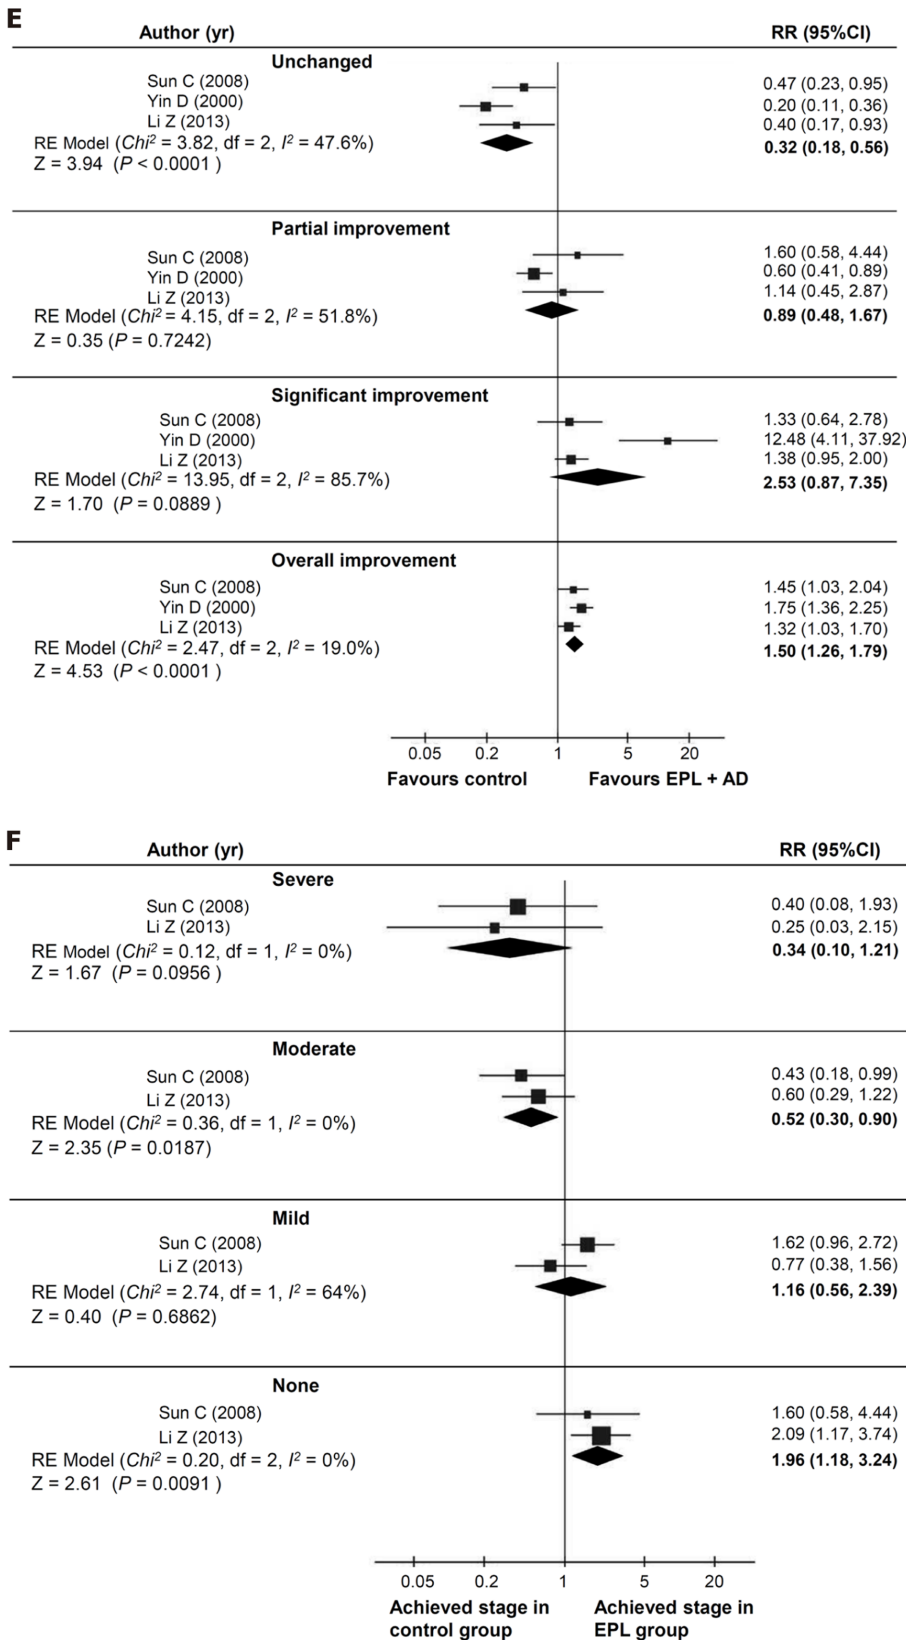 E
Author (yr) RR (95%CI)
Unchanged
Sun C (2008) 0.47 (0.23, 0.95)
Yin D (2000) 0.20 (0.11, 0.36)
Li Z (2013) 0.40 (0.17, 0.93)
RE Model (Chi² = 3.82, df = 2, I² = 47.6%) 0.32 (0.18, 0.56)
Z = 3.94 (P < 0.0001 )
Partial improvement
Sun C (2008) 1.60 (0.58, 4.44)
Yin D (2000) 0.60 (0.41, 0.89)
Li Z (2013) 1.14 (0.45, 2.87)
RE Model (Chi² = 4.15, df = 2, I² = 51.8%) 0.89 (0.48, 1.67)
Z = 0.35 (P = 0.7242)
Significant improvement
Sun C (2008) 1.33 (0.64, 2.78)
Yin D (2000) 12.48 (4.11, 37.92)
Li Z (2013) 1.38 (0.95, 2.00)
RE Model (Chi² = 13.95, df = 2, I² = 85.7%) 2.53 (0.87, 7.35)
Z = 1.70 (P = 0.0889 )
Overall improvement
Sun C (2008) 1.45 (1.03, 2.04)
Yin D (2000) 1.75 (1.36, 2.25)
Li Z (2013) 1.32 (1.03, 1.70)
RE Model (Chi² = 2.47, df = 2, I² = 19.0%) 1.50 (1.26, 1.79)
Z = 4.53 (P < 0.0001 )
0.05 0.2 1 5 20
Favours control Favours EPL + AD
F
Author (yr) RR (95%CI)
Severe
Sun C (2008) 0.40 (0.08, 1.93)
Li Z (2013) 0.25 (0.03, 2.15)
RE Model (Chi² = 0.12, df = 1, I² = 0%) 0.34 (0.10, 1.21)
Z = 1.67 (P = 0.0956 )
Moderate
Sun C (2008) 0.43 (0.18, 0.99)
Li Z (2013) 0.60 (0.29, 1.22)
RE Model (Chi² = 0.36, df = 1, I² = 0%) 0.52 (0.30, 0.90)
Z = 2.35 (P = 0.0187)
Mild
Sun C (2008) 1.62 (0.96, 2.72)
Li Z (2013) 0.77 (0.38, 1.56)
RE Model (Chi² = 2.74, df = 1, I² = 64%) 1.16 (0.56, 2.39)
Z = 0.40 (P = 0.6862)
None
Sun C (2008) 1.60 (0.58, 4.44)
Li Z (2013) 2.09 (1.17, 3.74)
RE Model (Chi² = 0.20, df = 2, I² = 0%) 1.96 (1.18, 3.24)
Z = 2.61 (P = 0.0091 )
0.05 0.2 1 5 20
Achieved stage in Achieved stage in
control group EPL group